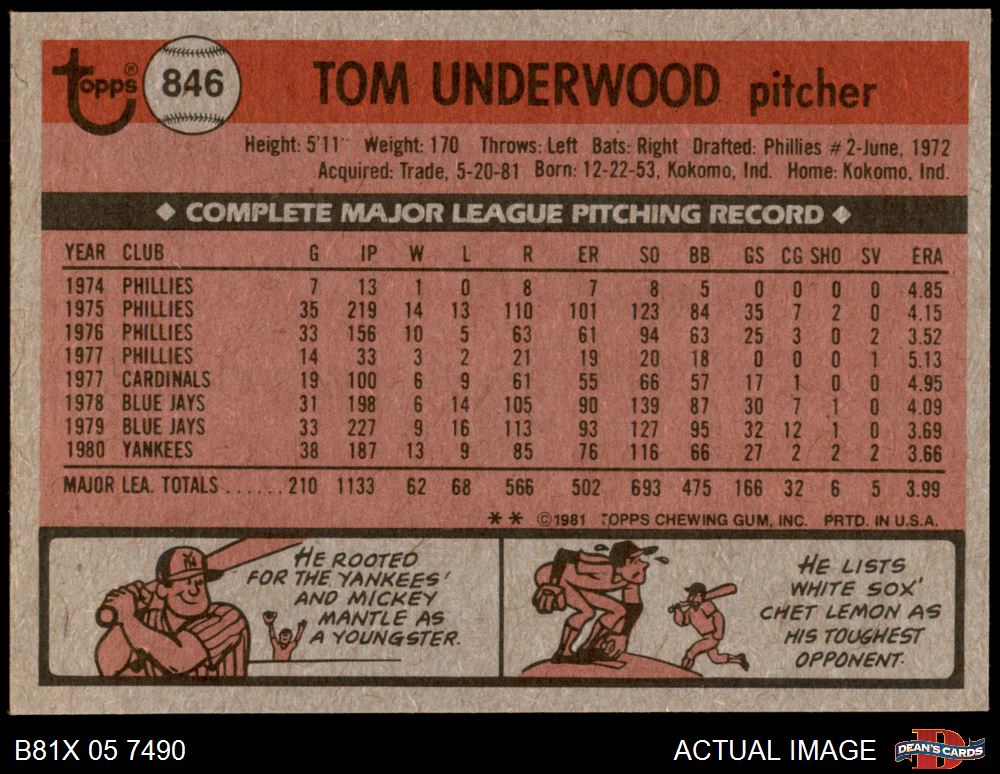 topps® 846 TOM UNDERWOOD pitcher
Height: 5'11" Weight: 170 Throws: Left Bats: Right Drafted: Phillies #2-June, 1972
Acquired: Trade, 5-20-81 Born: 12-22-53, Kokomo, Ind. Home: Kokomo, Ind.
◆ COMPLETE MAJOR LEAGUE PITCHING RECORD ◆
YEAR CLUB G IP W L R ER SO BB GS CG SHO SV ERA
1974 PHILLIES 7 13 1 0 8 7 8 5 0 0 0 0 4.85
1975 PHILLIES 35 219 14 13 110 101 123 84 35 7 2 0 4.15
1976 PHILLIES 33 156 10 5 63 61 94 63 25 3 0 2 3.52
1977 PHILLIES 14 33 3 2 21 19 20 18 0 0 0 1 5.13
1977 CARDINALS 19 100 6 9 61 55 66 57 17 1 0 0 4.95
1978 BLUE JAYS 31 198 6 14 105 90 139 87 30 7 1 0 4.09
1979 BLUE JAYS 33 227 9 16 113 93 127 95 32 12 1 0 3.69
1980 YANKEES 38 187 13 9 85 76 116 66 27 2 2 2 3.66
MAJOR LEA. TOTALS ......210 1133 62 68 566 502 693 475 166 32 6 5 3.99
** ©1981 TOPPS CHEWING GUM, INC. PRTD. IN U.S.A.
NY
HE ROOTED
FOR THE YANKEES'
AND MICKEY
MANTLE AS
A YOUNGSTER.
HE LISTS
WHITE SOX'
CHET LEMON AS
HIS TOUGHEST
OPPONENT.
B81X 05 7490 ACTUAL IMAGE DEAN'S CARDS